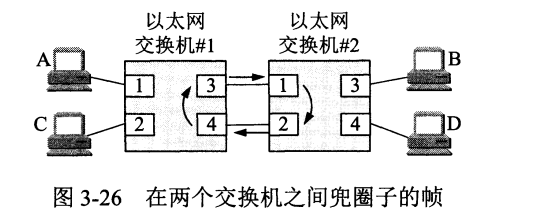 以太网 以太网
交换机#1 交换机#2
A 1 3 1 3 B
C 2 4 2 4 D
图 3-26 在两个交换机之间兜圈子的帧